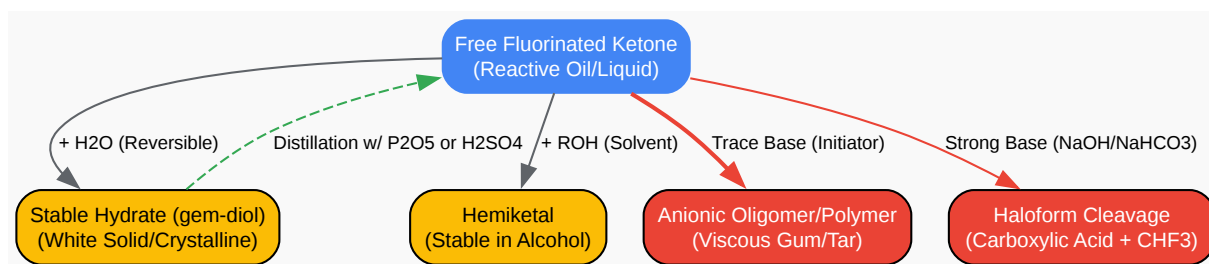 Free Fluorinated Ketone
(Reactive Oil/Liquid)
+ H2O (Reversible)
Distillation w/ P2O5 or H2SO4
+ ROH (Solvent)
Trace Base (Initiator)
Strong Base (NaOH/NaHCO3)
Stable Hydrate (gem-diol)
(White Solid/Crystalline)
Hemiketal
(Stable in Alcohol)
Anionic Oligomer/Polymer
(Viscous Gum/Tar)
Haloform Cleavage
(Carboxylic Acid + CHF3)